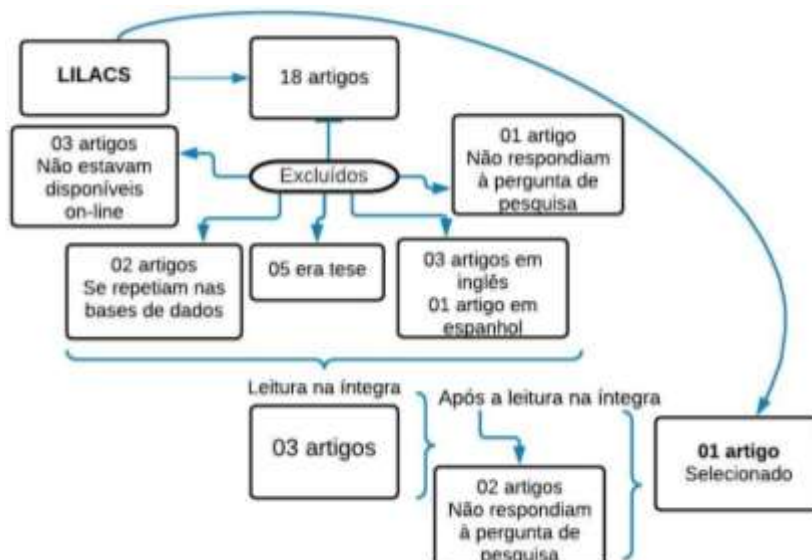 LILACS
18 artigos
03 artigos
Não estavam
disponíveis
on-line
Excluídos
01 artigo
Não respondiam
à pergunta de
pesquisa
02 artigos
Se repetiam nas
bases de dados
05 era tese
03 artigos em
inglês
01 artigo em
espanhol
Leitura na íntegra
03 artigos
Após a leitura na íntegra
02 artigos
Não respondiam
à pergunta de
pesquisa
01 artigo
Selecionado